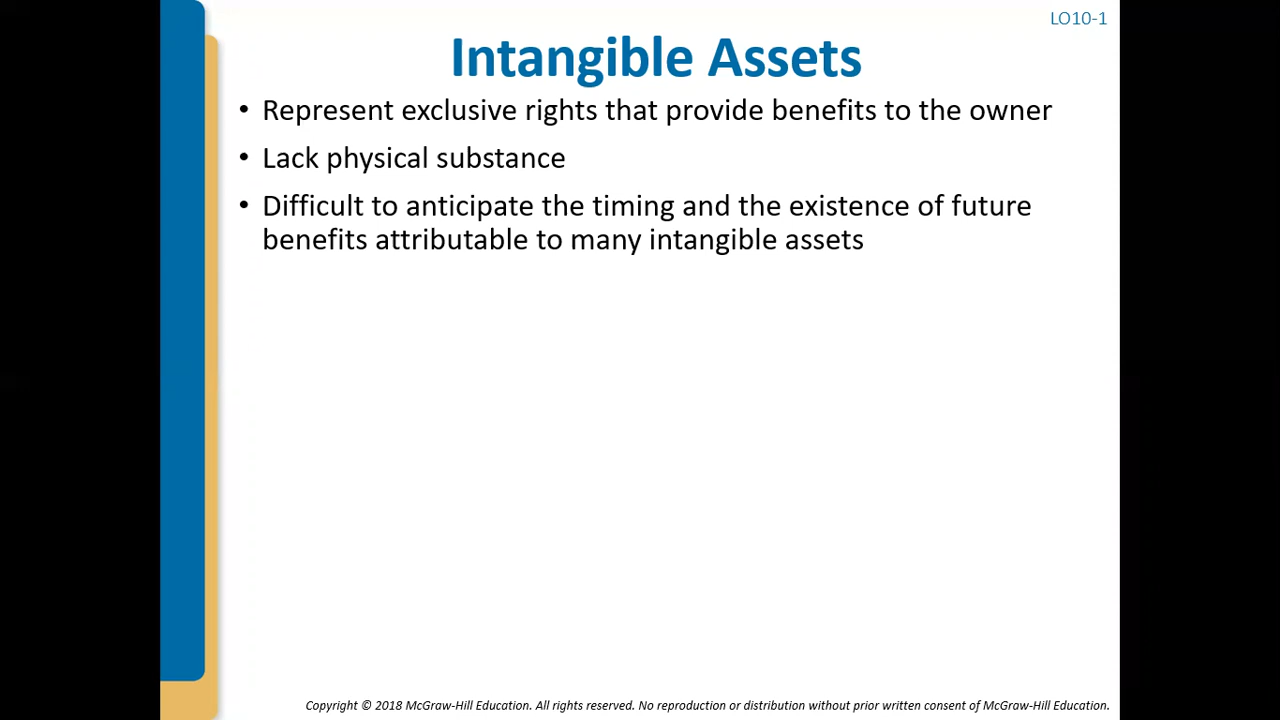 LO10-1
Intangible Assets
• Represent exclusive rights that provide benefits to the owner
• Lack physical substance
• Difficult to anticipate the timing and the existence of future
benefits attributable to many intangible assets
Copyright © 2018 McGraw-Hill Education. All rights reserved. No reproduction or distribution without prior written consent of McGraw-Hill Education.